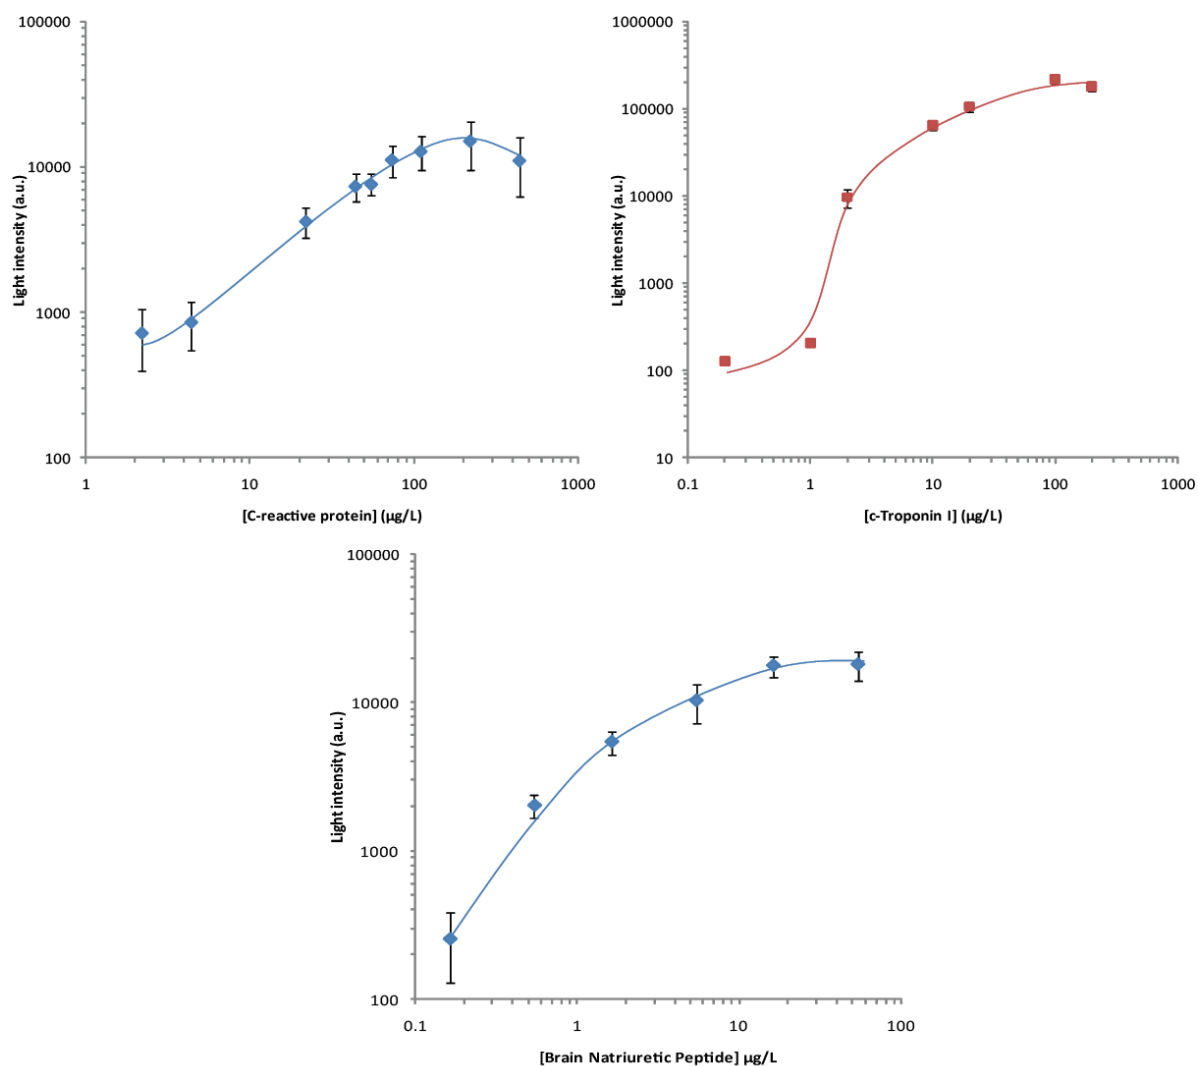 100000
10000
1000
100
Light intensity (a.u.)
1 10 100 1000
[C-reactive protein] (µg/L)
1000000
100000
10000
1000
100
10
Light intensity (a.u.)
0.1 1 10 100 1000
[c-Troponin I] (µg/L)
100000
10000
1000
100
Light intensity (a.u.)
0.1 1 10 100
[Brain Natriuretic Peptide] µg/L